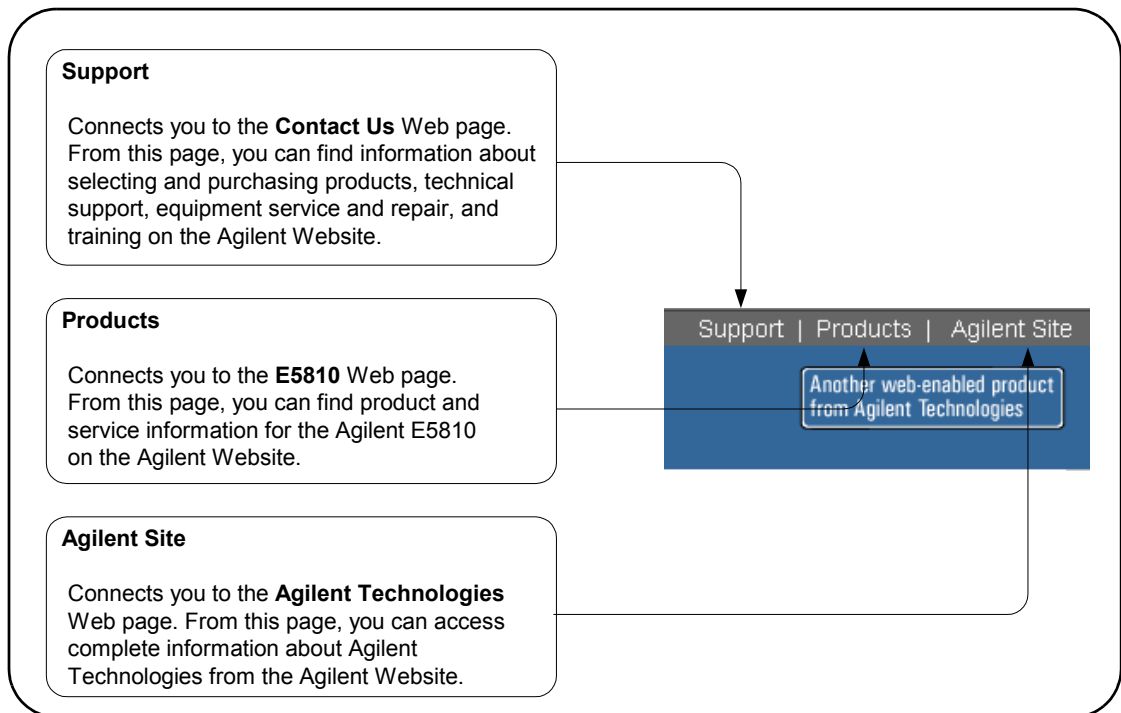 Support
Connects you to the Contact Us Web page.
From this page, you can find information about
selecting and purchasing products, technical
support, equipment service and repair, and
training on the Agilent Website.
Products
Connects you to the E5810 Web page.
From this page, you can find product and
service information for the Agilent E5810
on the Agilent Website.
Agilent Site
Connects you to the Agilent Technologies
Web page. From this page, you can access
complete information about Agilent
Technologies from the Agilent Website.
Support | Products | Agilent Site
Another web-enabled product
from Agilent Technologies